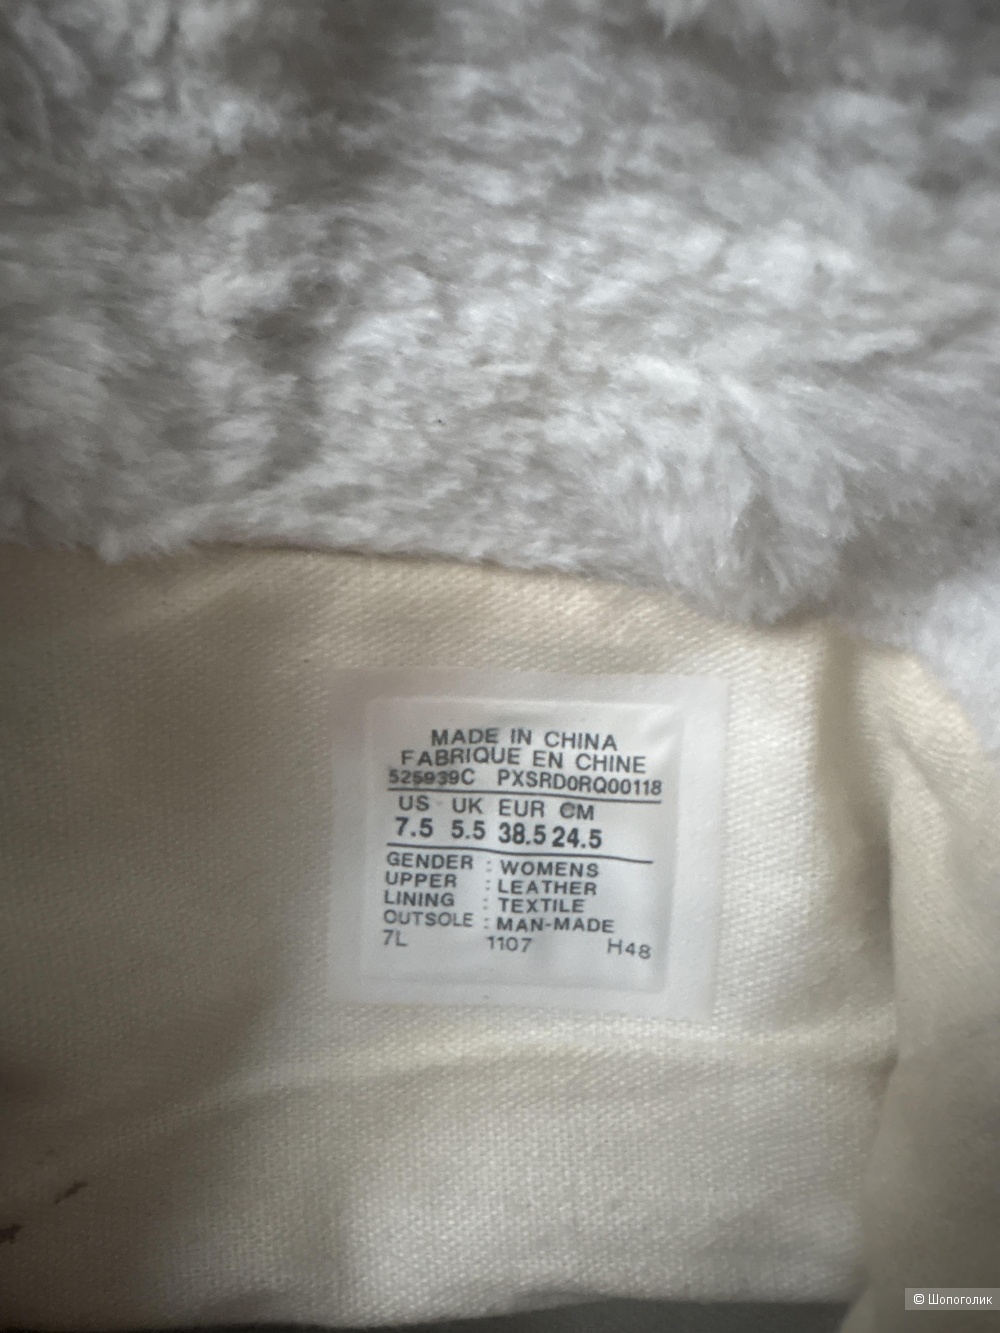 MADE IN CHINA
FABRIQUE EN CHINE
525939C PXSRD0RQ00118
US UK EUR CM
7.5 5.5 38.5 24.5
GENDER : WOMENS
UPPER : LEATHER
LINING : TEXTILE
OUTSOLE : MAN-MADE
7L 1107 H48
© Шопоголик